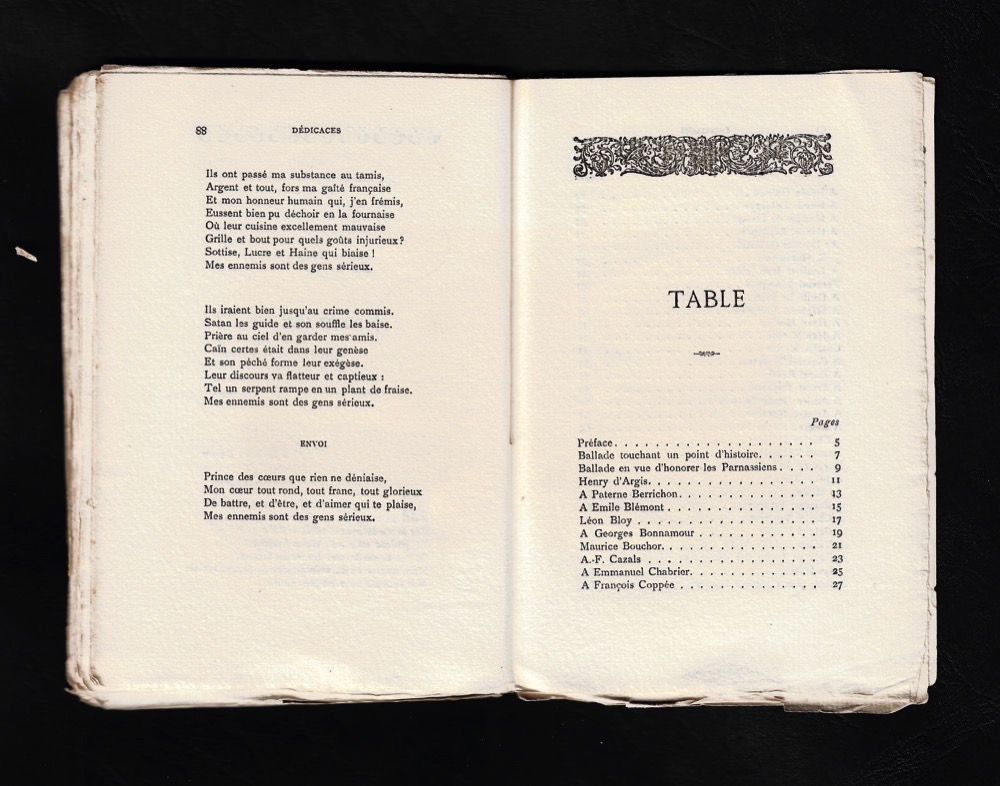 88 DÉDICACES
Ils ont passé ma substance au tamis,
Argent et tout, fors ma gaîté française
Et mon honneur humain qui, j'en frémis,
Eussent bien pu déchoir en la fournaise
Où leur cuisine excellement mauvaise
Grille et bout pour quels goûts injurieux?
Sottise, Lucre et Haine qui biaise !
Mes ennemis sont des gens sérieux.
Ils iraient bien jusqu'au crime commis.
Satan les guide et son souffle les baise.
Prière au ciel d'en garder mes amis.
Caïn certes était dans leur genèse
Et son péché forme leur exégèse.
Leur discours va flatteur et captieux :
Tel un serpent rampe en un plant de fraise.
Mes ennemis sont des gens sérieux.
ENVOI
Prince des cœurs que rien ne déniaise,
Mon cœur tout rond, tout franc, tout glorieux
De battre, et d'être, et d'aimer qui te plaise,
Mes ennemis sont des gens sérieux.
TABLE
Pages
Préface. . . . . . . . . . . . . . . . . . . 5
Ballade touchant un point d'histoire. . . . . . 7
Ballade en vue d'honorer les Parnassiens . . . . 9
Henry d'Argis. . . . . . . . . . . . . . . . 11
A Paterne Berrichon. . . . . . . . . . . . . 13
A Emile Blémont . . . . . . . . . . . . . . 15
Léon Bloy . . . . . . . . . . . . . . . . . 17
A Georges Bonnamour . . . . . . . . . . . 19
Maurice Bouchor. . . . . . . . . . . . . . . 21
A.-F. Cazals . . . . . . . . . . . . . . . . 23
A Emmanuel Chabrier. . . . . . . . . . . . 25
A François Coppée . . . . . . . . . . . . . 27